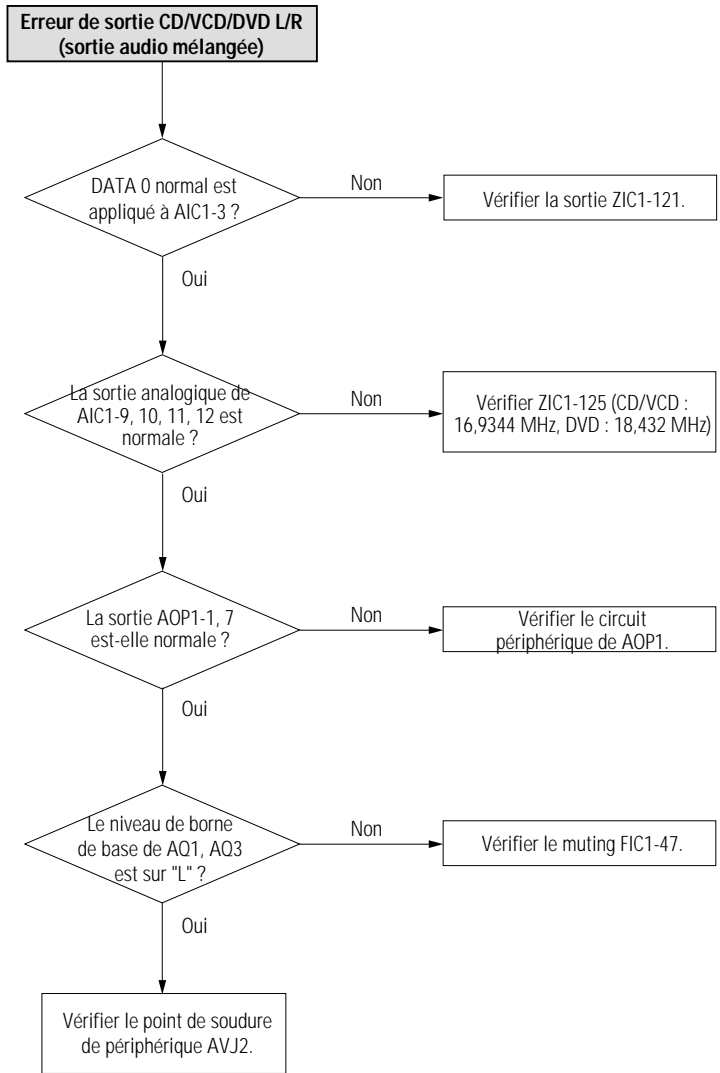 Erreur de sortie CD/VCD/DVD L/R
(sortie audio mélangée)
DATA 0 normal est
appliqué à AIC1-3 ?
Non
Vérifier la sortie ZIC1-121.
Oui
La sortie analogique de
AIC1-9, 10, 11, 12 est
normale ?
Non
Vérifier ZIC1-125 (CD/VCD :
16,9344 MHz, DVD : 18,432 MHz)
Oui
La sortie AOP1-1, 7
est-elle normale ?
Non
Vérifier le circuit
périphérique de AOP1.
Oui
Le niveau de borne
de base de AQ1, AQ3
est sur "L" ?
Non
Vérifier le muting FIC1-47.
Oui
Vérifier le point de soudure
de périphérique AVJ2.